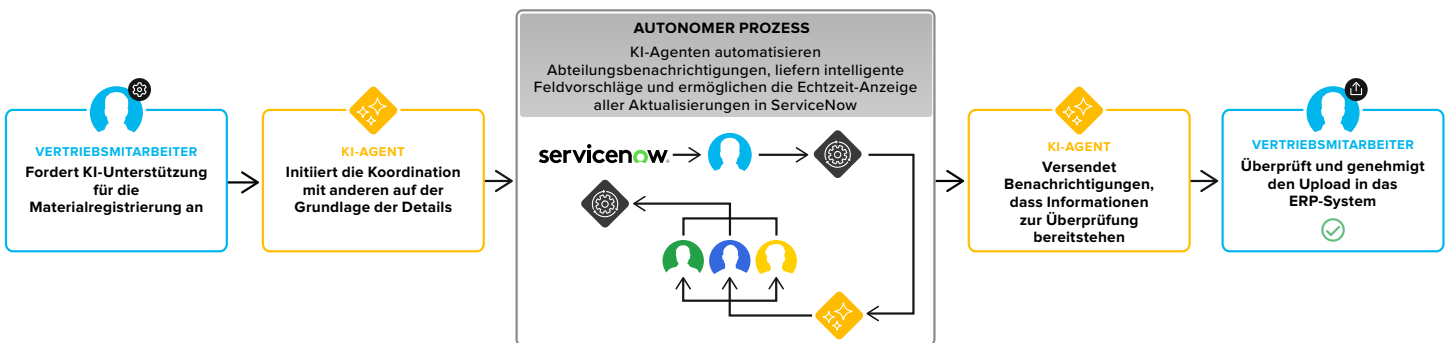 VERTRIEBSMITARBEITER
Fordert KI-Unterstützung
für die
Materialregistrierung an
KI-AGENT
Initiiert die Koordination
mit anderen auf der
Grundlage der Details
AUTONOMER PROZESS
KI-Agenten automatisieren
Abteilungsbenachrichtigungen, liefern intelligente
Feldvorschläge und ermöglichen die Echtzeit-Anzeige
aller Aktualisierungen in ServiceNow
servicenow
KI-AGENT
Versendet
Benachrichtigungen,
dass Informationen
zur Überprüfung
bereitstehen
VERTRIEBSMITARBEITER
Überprüft und genehmigt
den Upload in das
ERP-System